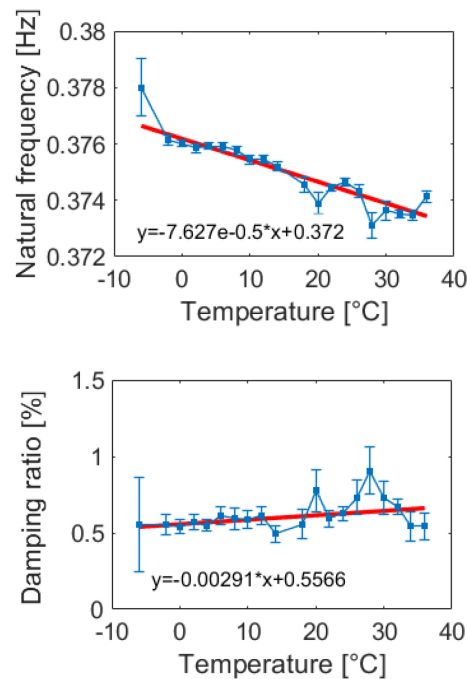 Natural frequency [Hz]
0.38
0.378
0.376
0.374
0.372
y=-7.627e-0.5*x+0.372
-10 0 10 20 30 40
Temperature [°C]
Damping ratio [%]
1.5
1
0.5
0
y=-0.00291*x+0.5566
-10 0 10 20 30 40
Temperature [°C]